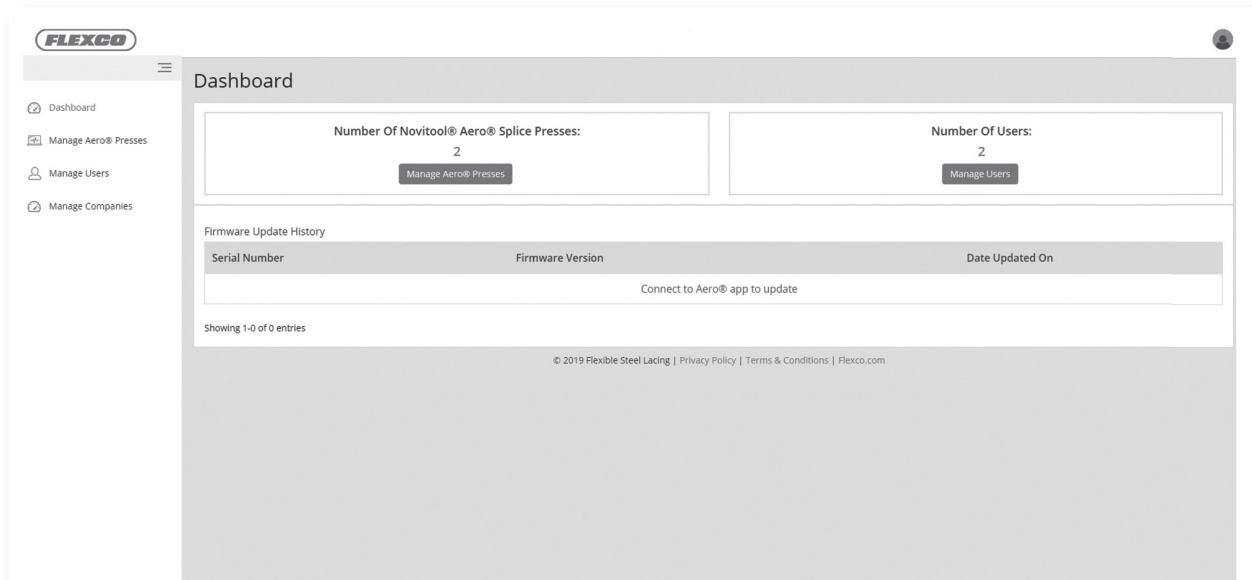 FLEXCO
Dashboard
Manage Aero® Presses
Manage Users
Manage Companies
Dashboard
Number Of Novitool® Aero® Splice Presses:
2
Manage Aero® Presses
Number Of Users:
2
Manage Users
Firmware Update History
Serial Number Firmware Version Date Updated On
Connect to Aero® app to update
Showing 1-0 of 0 entries
© 2019 Flexible Steel Lacing | Privacy Policy | Terms & Conditions | Flexco.com